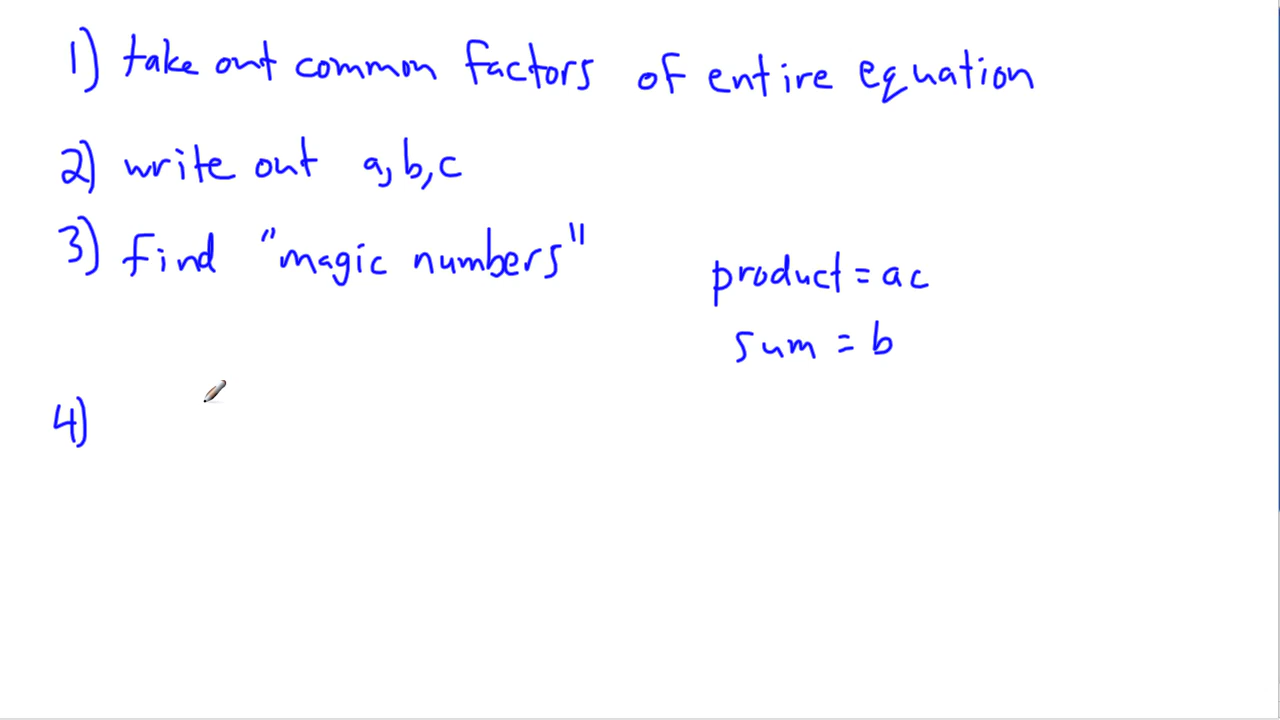 1) take out common factors of entire equation
2) write out a, b, c
3) find "magic numbers"
product = ac
sum = b
4)